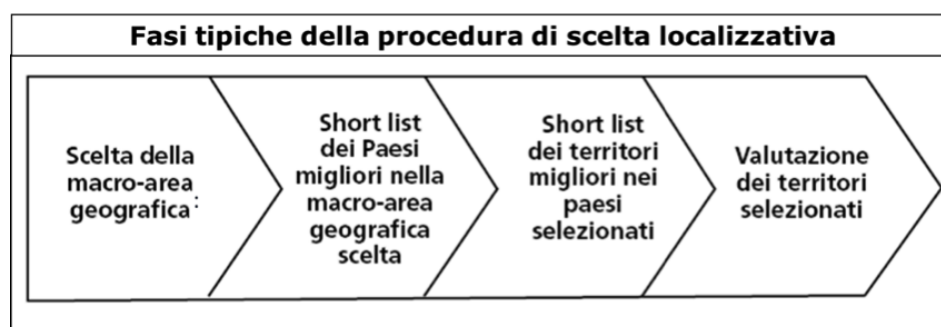 Fasi tipiche della procedura di scelta localizzativa
Scelta della
macro-area
geografica:
Short list
dei Paesi
migliori nella
macro-area
geografica
scelta
Short list
dei territori
migliori nei
paesi
selezionati
Valutazione
dei territori
selezionati